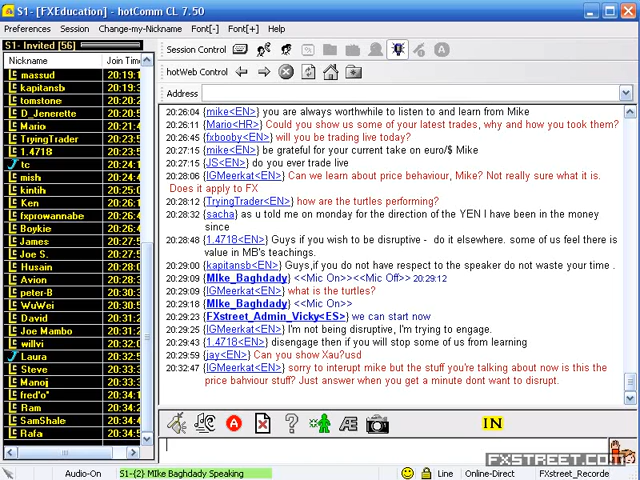 S1- [FXEducation] - hotComm CL 7.50
Preferences Session Change-my-Nickname Font[-] Font[+] Help
S1- Invited [56]
Session Control
Nickname Join Time
hotWeb Control
Address
massud 20:19:1
kapitansb 20:19:1
tomstone 20:20:2
D_Jenerette 20:20:2
Mario 20:21:4
TryingTrader 20:22:5
1.4718 20:23:5
tc 20:24:1
mish 20:24:1
kintih 20:25:1
Ken 20:26:1
fxprowannabe 20:26:4
Boykie 20:27:4
James 20:27:5
Joe S. 20:27:5
Husain 20:28:0
Avion 20:28:1
peter-B 20:28:1
WuWei 20:30:0
David 20:31:2
Joe Mambo 20:31:2
willvi 20:32:1
Laura 20:32:5
Steve 20:33:2
Manoj 20:33:2
fred'o" 20:34:1
Ram 20:34:2
SamShale 20:34:4
Rafa 20:34:5
20:26:04 {mike<EN>} you are always worthwhile to listen to and learn from Mike
20:26:11 {Mario<HR>} Could you show us some of your latest trades, why and how you took them?
20:26:45 {fxbooby} will you be trading live today?
20:27:15 {mike<EN>} be grateful for your current take on euro/$ Mike
20:27:15 {JS<EN>} do you ever trade live
20:28:06 {IGMeerkat<EN>} Can we learn about price behaviour, Mike? Not really sure what it is.
Does it apply to FX
20:28:12 {TryingTrader<EN>} how are the turtles performing?
20:28:32 {sacha} as u told me on monday for the direction of the YEN I have been in the money
since
20:28:48 {1.4718<EN>} Guys if you wish to be disruptive - do it elsewhere. some of us feel there is
value in MB's teachings.
20:29:00 {kapitansb<EN>} Guys,if you do not have respect to the speaker do not waste your time .
20:29:09 {MIke_Baghdady} <<Mic On>><<Mic Off>> 20:29:12
20:29:09 {IGMeerkat<EN>} what is the turtles?
20:29:18 {MIke_Baghdady} <<Mic On>>
20:29:23 {FXstreet_Admin_Vicky<ES>} we can start now
20:29:25 {IGMeerkat<EN>} I'm not being disruptive, I'm trying to engage.
20:29:43 {1.4718<EN>} disengage then if you will stop some of us from learning
20:29:59 {jay<EN>} Can you show Xau?usd
20:32:47 {IGMeerkat<EN>} sorry to interupt mike but the stuff you're talking about now is this the
price bahviour stuff? Just answer when you get a minute dont want to disrupt.
IN
FXSTREET.CO
Audio-On S1-{2} MIke Baghdady Speaking Line Online-Direct FXstreet_Recorde